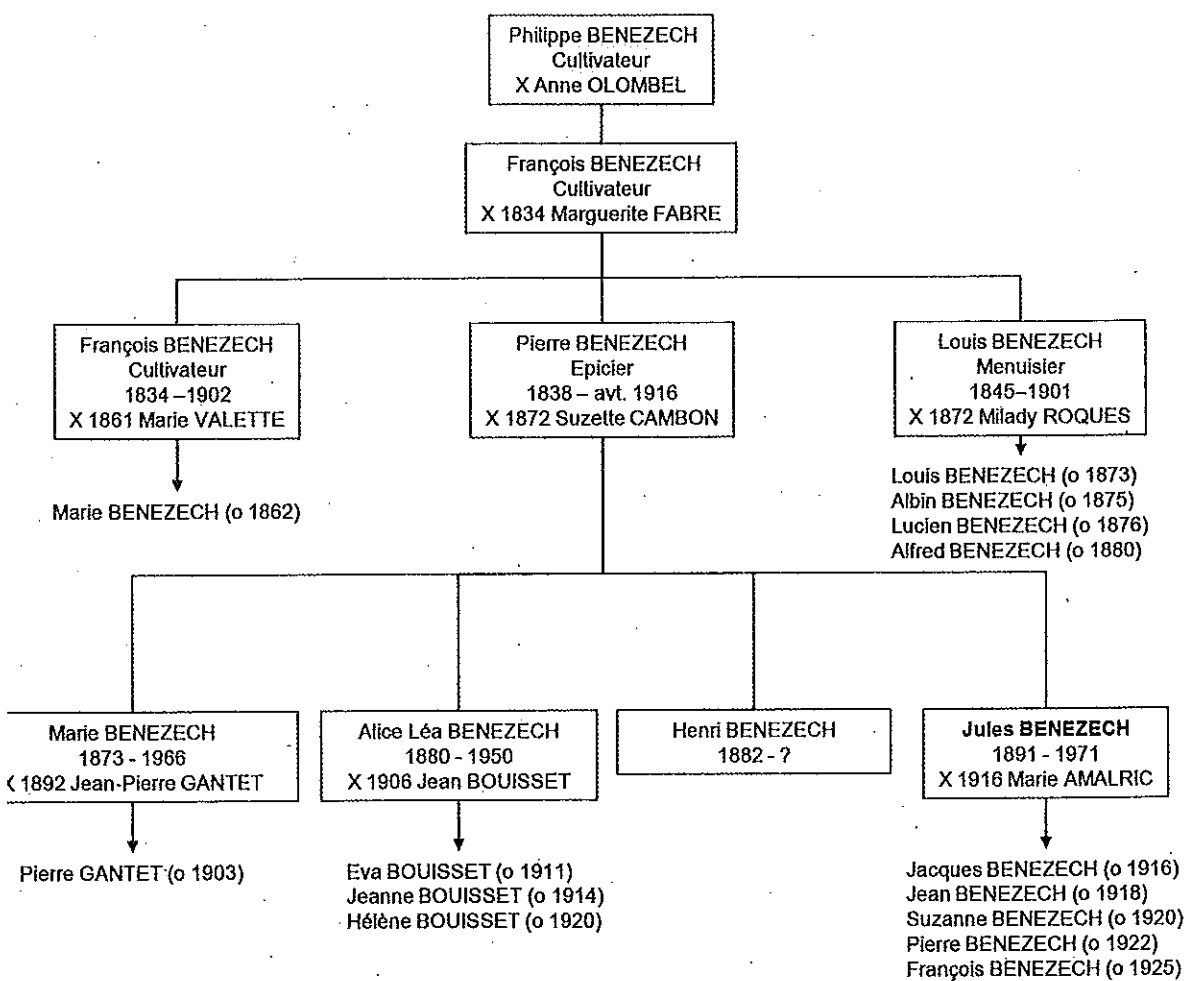 Philippe BENEZECH
Cultivateur
X Anne OLOMBEL
François BENEZECH
Cultivateur
X 1834 Marguerite FABRE
François BENEZECH
Cultivateur
1834 –1902
X 1861 Marie VALETTE
Marie BENEZECH (o 1862)
Pierre BENEZECH
Epicier
1838 – avt. 1916
X 1872 Suzette CAMBON
Louis BENEZECH
Menuisier
1845–1901
X 1872 Milady ROQUES
Louis BENEZECH (o 1873)
Albin BENEZECH (o 1875)
Lucien BENEZECH (o 1876)
Alfred BENEZECH (o 1880)
Marie BENEZECH
1873 - 1966
X 1892 Jean-Pierre GANTET
Pierre GANTET (o 1903)
Alice Léa BENEZECH
1880 - 1950
X 1906 Jean BOUISSET
Eva BOUISSET (o 1911)
Jeanne BOUISSET (o 1914)
Hélène BOUISSET (o 1920)
Henri BENEZECH
1882 - ?
Jules BENEZECH
1891 - 1971
X 1916 Marie AMALRIC
Jacques BENEZECH (o 1916)
Jean BENEZECH (o 1918)
Suzanne BENEZECH (o 1920)
Pierre BENEZECH (o 1922)
François BENEZECH (o 1925)